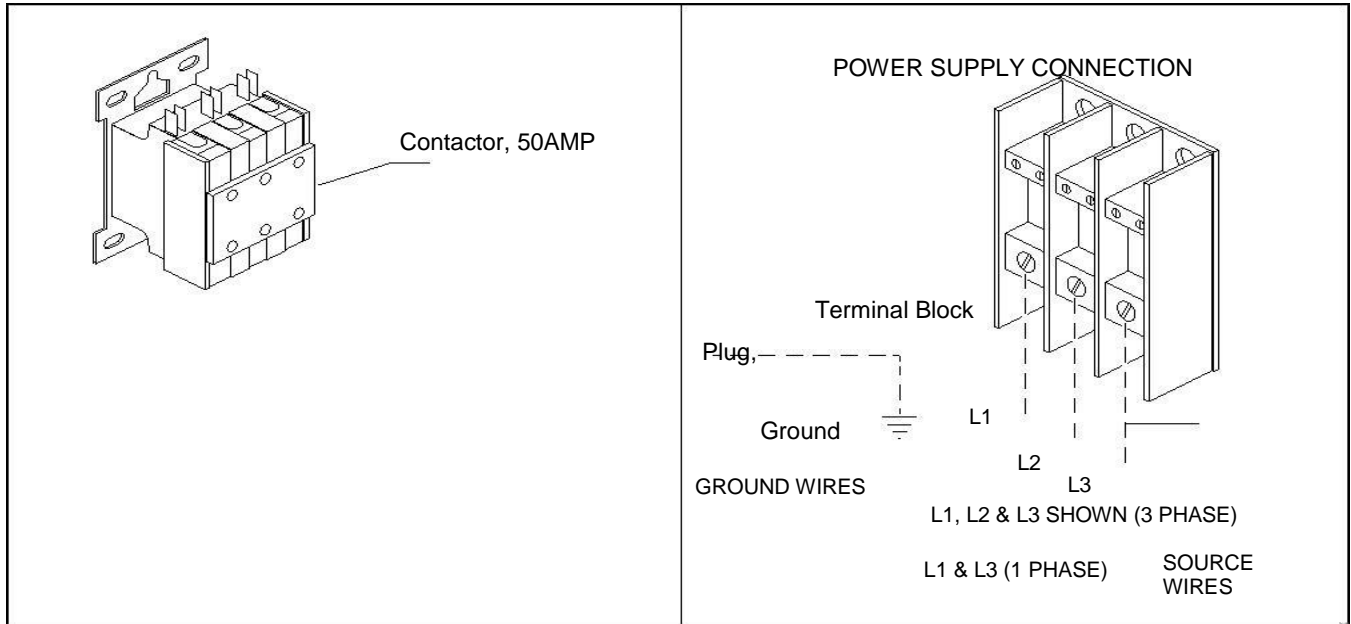 Contactor, 50AMP
POWER SUPPLY CONNECTION
Terminal Block
Plug,
Ground
GROUND WIRES
L1
L2
L3
L1, L2 & L3 SHOWN (3 PHASE)
L1 & L3 (1 PHASE)
SOURCE
WIRES